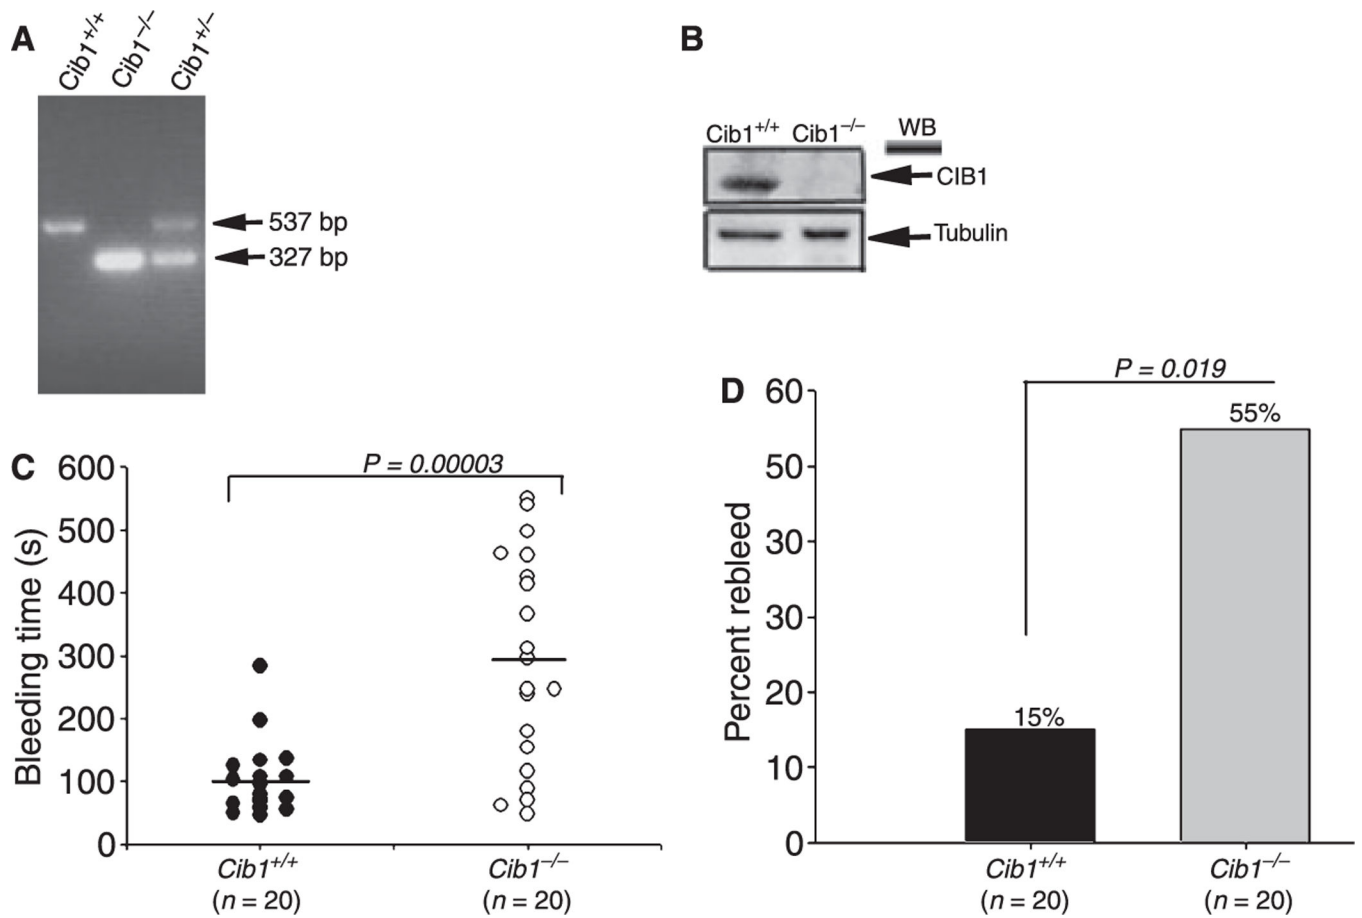 A
Cib1+/+
Cib1–/–
Cib1+/–
537 bp
327 bp
B
Cib1+/+ Cib1–/– WB
CIB1
Tubulin
C
P = 0.00003
Bleeding time (s)
600
500
400
300
200
100
0
Cib1+/+
(n = 20)
Cib1–/–
(n = 20)
D
P = 0.019
Percent rebleed
60
50
30
30
20
10
0
15%
55%
Cib1+/+
(n = 20)
Cib1–/–
(n = 20)